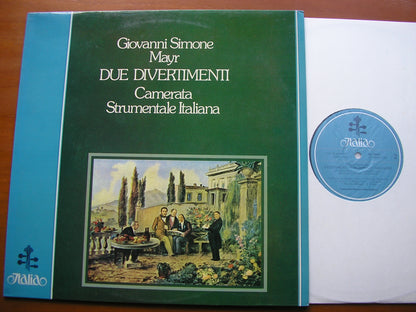 Giovanni Simone
Mayr
DUE DIVERTIMENTI
Camerata
Strumentale Italiana
Italia
Italia